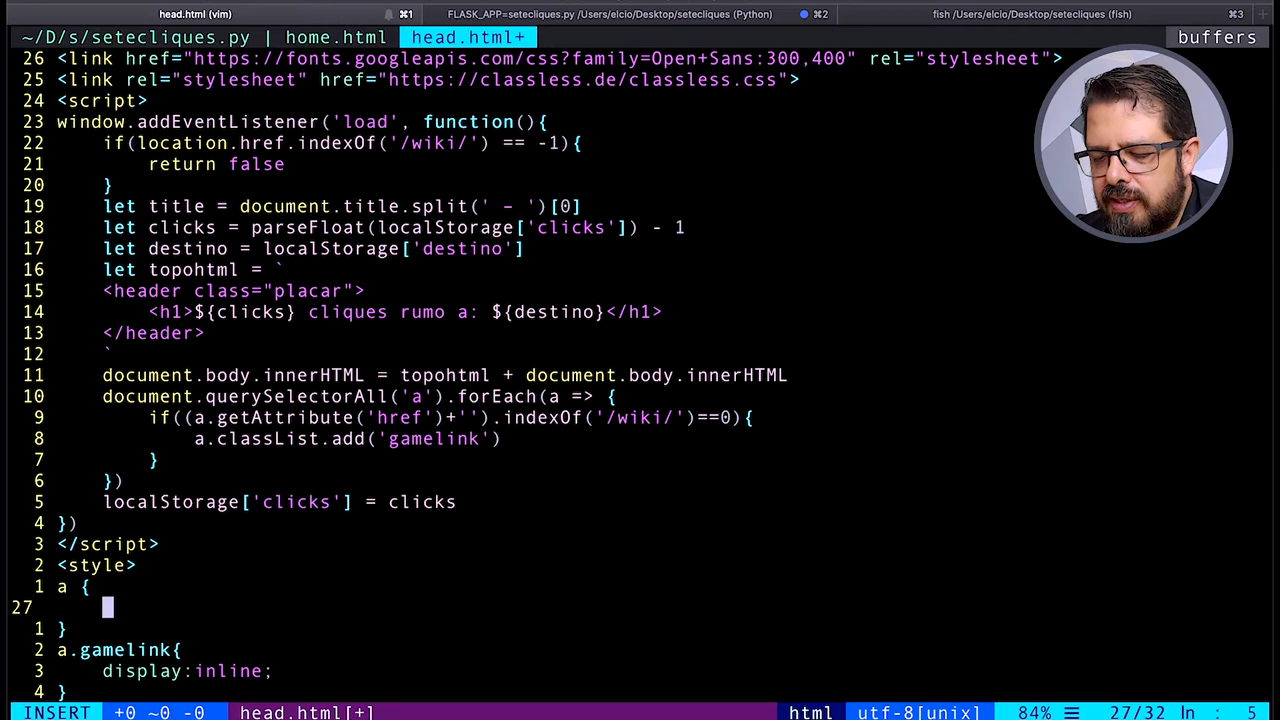 head.html (vim) ⌘1 FLASK_APP=setecliques.py /Users/elcio/Desktop/setecliques (Python) ⌘2 fish /Users/elcio/Desktop/setecliques (fish) ⌘3
~/D/s/setecliques.py | home.html head.html+ buffers
26 <link href="https://fonts.googleapis.com/css?family=Open+Sans:300,400" rel="stylesheet">
25 <link rel="stylesheet" href="https://classless.de/classless.css">
24 <script>
23 window.addEventListener('load', function(){
22 if(location.href.indexOf('/wiki/') == -1){
21 return false
20 }
19 let title = document.title.split(' – ')[0]
18 let clicks = parseFloat(localStorage['clicks']) - 1
17 let destino = localStorage['destino']
16 let topohtml = `
15 <header class="placar">
14 <h1>${clicks} cliques rumo a: ${destino}</h1>
13 </header>
12 `
11 document.body.innerHTML = topohtml + document.body.innerHTML
10 document.querySelectorAll('a').forEach(a => {
9 if((a.getAttribute('href')+'').indexOf('/wiki/')==0){
8 a.classList.add('gamelink')
7 }
6 })
5 localStorage['clicks'] = clicks
4 })
3 </script>
2 <style>
1 a {
27
1 }
2 a.gamelink{
3 display:inline;
4 }
INSERT +0 ~0 -0 head.html[+] html utf-8[unix] 84% ☰ 27/32 ln : 5